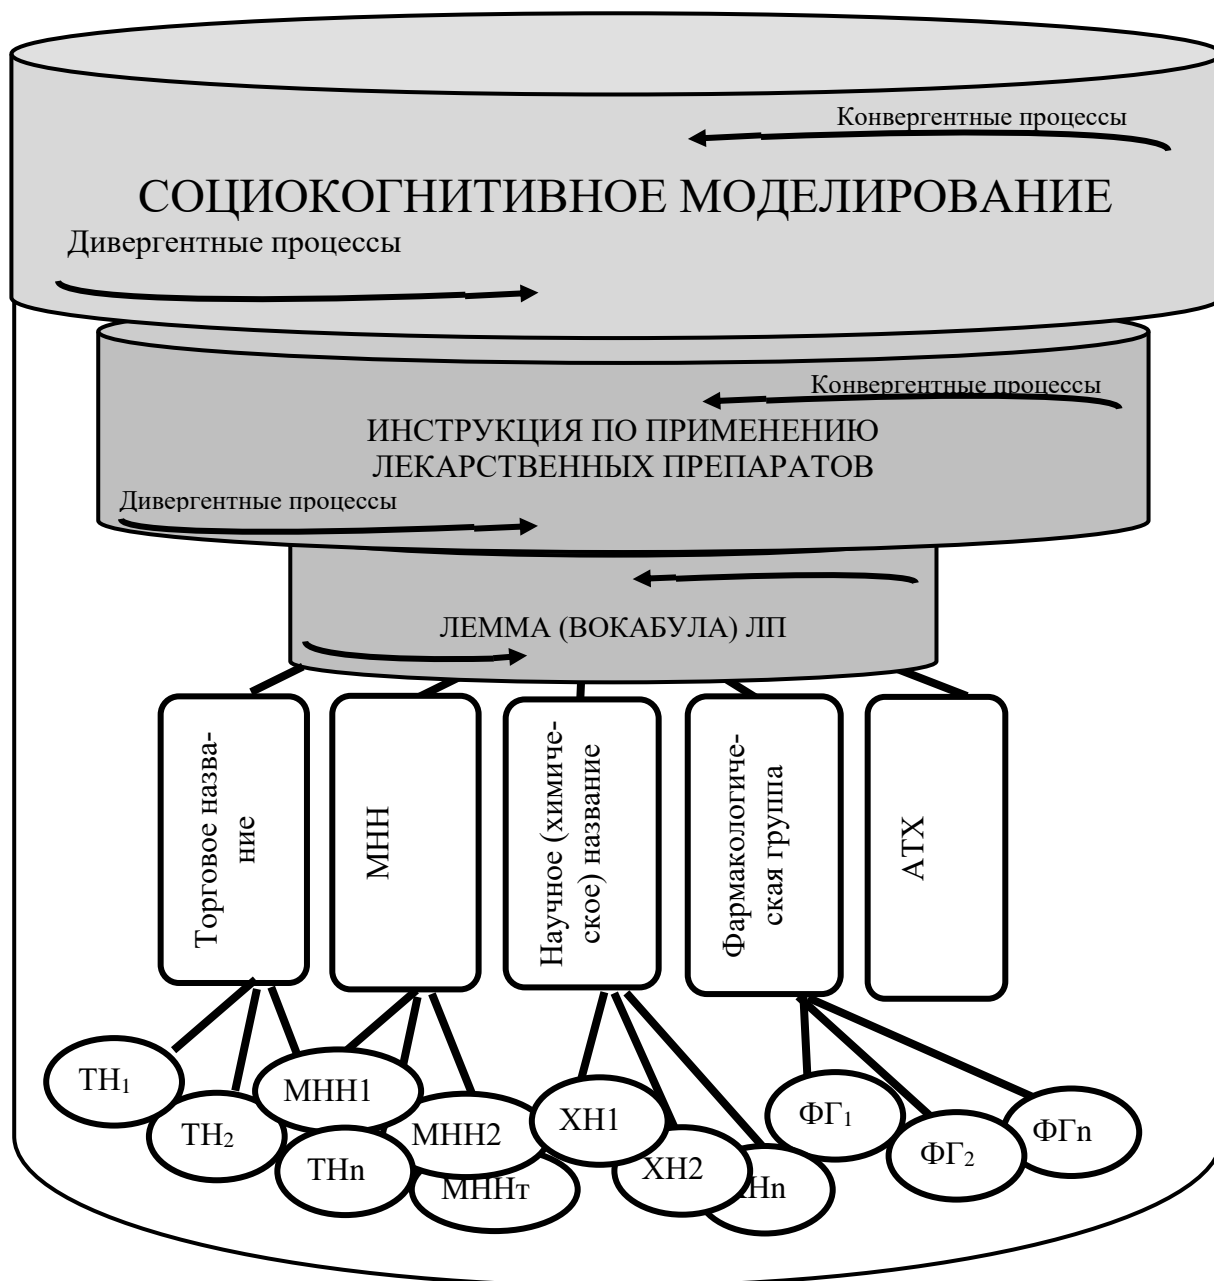 Конвергентные процессы
СОЦИОКОГНИТИВНОЕ МОДЕЛИРОВАНИЕ
Дивергентные процессы
Конвергентные процессы
ИНСТРУКЦИЯ ПО ПРИМЕНЕНИЮ
ЛЕКАРСТВЕННЫХ ПРЕПАРАТОВ
Дивергентные процессы
ЛЕММА (ВОКАБУЛА) ЛП
Торговое назва-
ние
МНН
Научное (химиче-
ское) название
Фармакологиче-
ская группа
АТХ
ТН₁
ТН₂
ТНn
МНН1
МНН2
МННт
ХН1
ХН2
ФГ₁
ФГ₂
ФГn